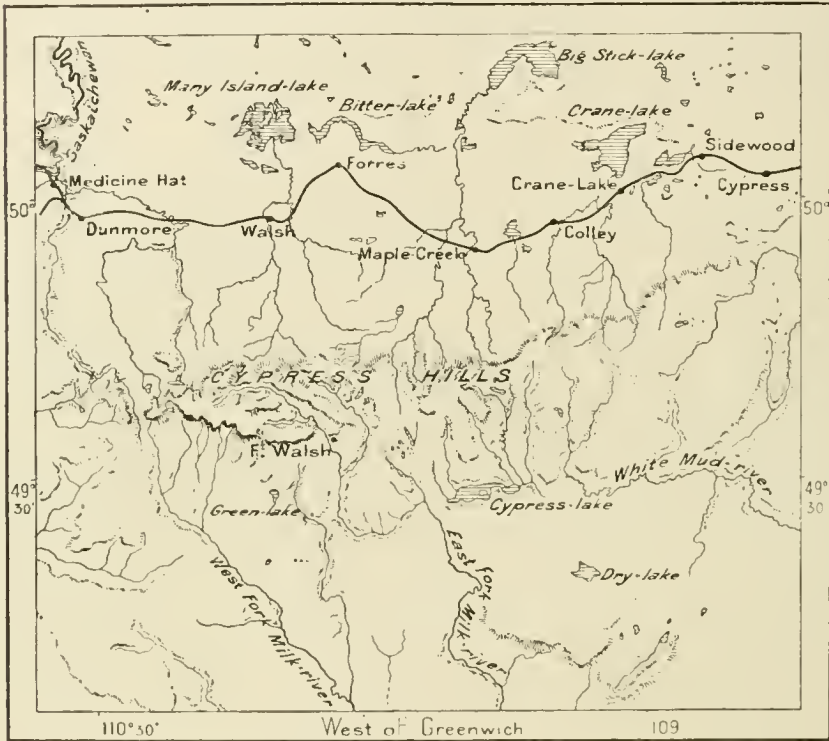 Big Stick-lake
Saskatchewan
Many Island-lake
Bitter-lake
Crane-lake
Sidewood
Medicine Hat
Forres
Crane-Lake
Cypress
50°
50°
Dunmore
Walsh
Colley
Maple-Creek
CYPRESS HILLS
F. Walsh
White Mud-river
49°
30'
49°
30'
Green-lake
Cypress-lake
West Fork Milk-river
East Fork
Milk-river
Dry-lake
110°30' West of Greenwich 109